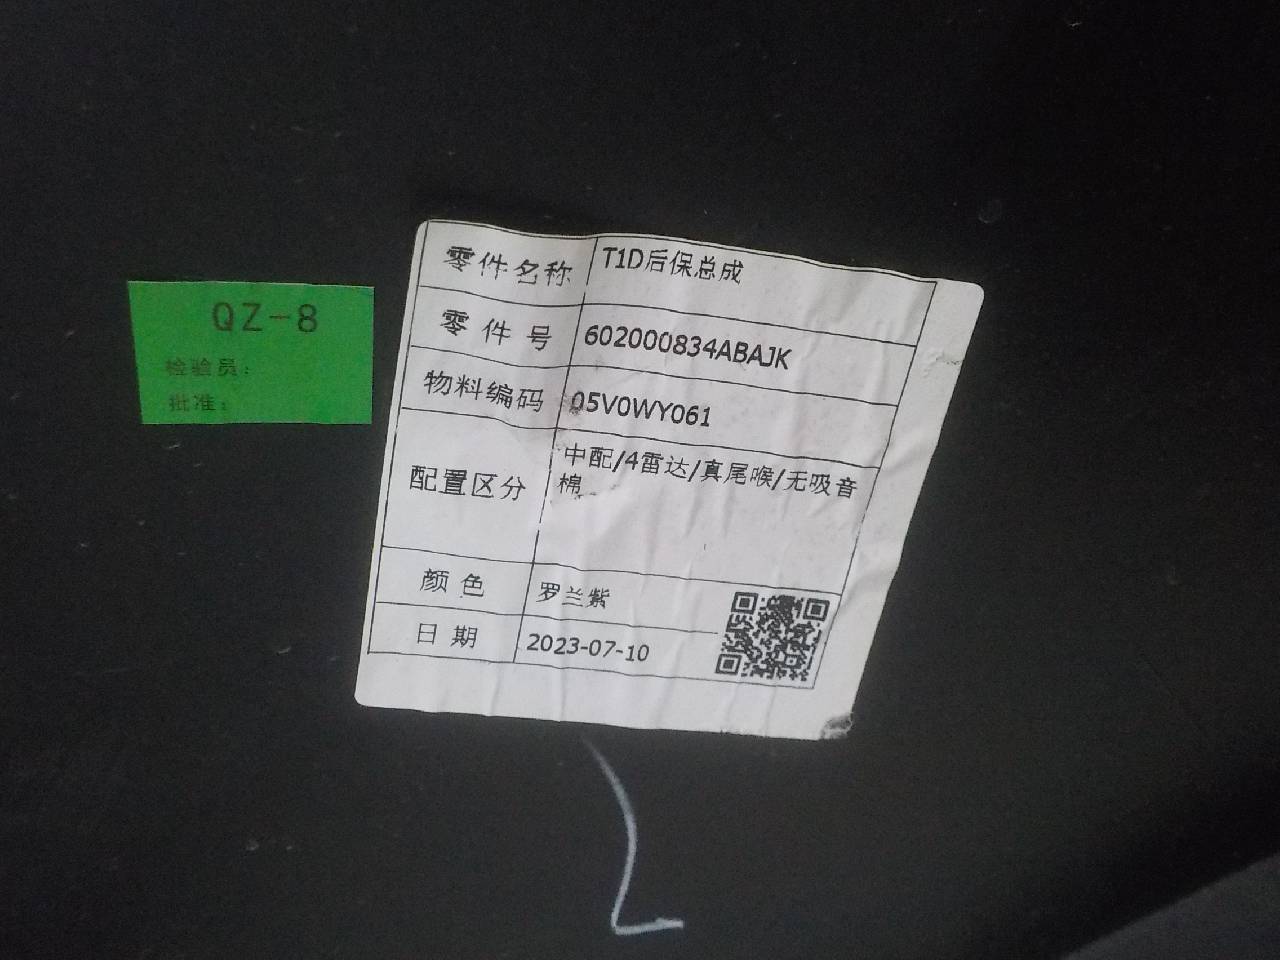 QZ-8
检验员：
批准：
零件名称 T1D后保总成
零件号 602000834ABAJK
物料编码 05V0WY061
配置区分 中配/4雷达/真尾喉/无吸音
棉
颜色 罗兰紫
日期 2023-07-10